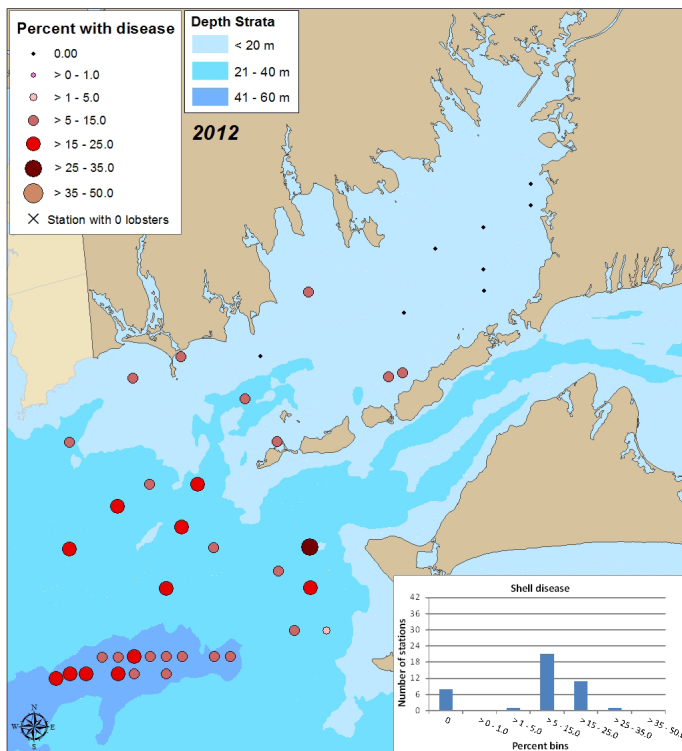 Percent with disease
0.00
> 0 - 1.0
> 1 - 5.0
> 5 - 15.0
> 15 - 25.0
> 25 - 35.0
> 35 - 50.0
Station with 0 lobsters
Depth Strata
< 20 m
21 - 40 m
41 - 60 m
2012
N
W E
S
Shell disease
Number of stations
42
36
30
24
18
12
6
0
0
> 0 - 1.0
> 1 - 5.0
> 5 - 15.0
> 15 - 25.0
> 25 - 35.0
> 35 - 50.0
Percent bins